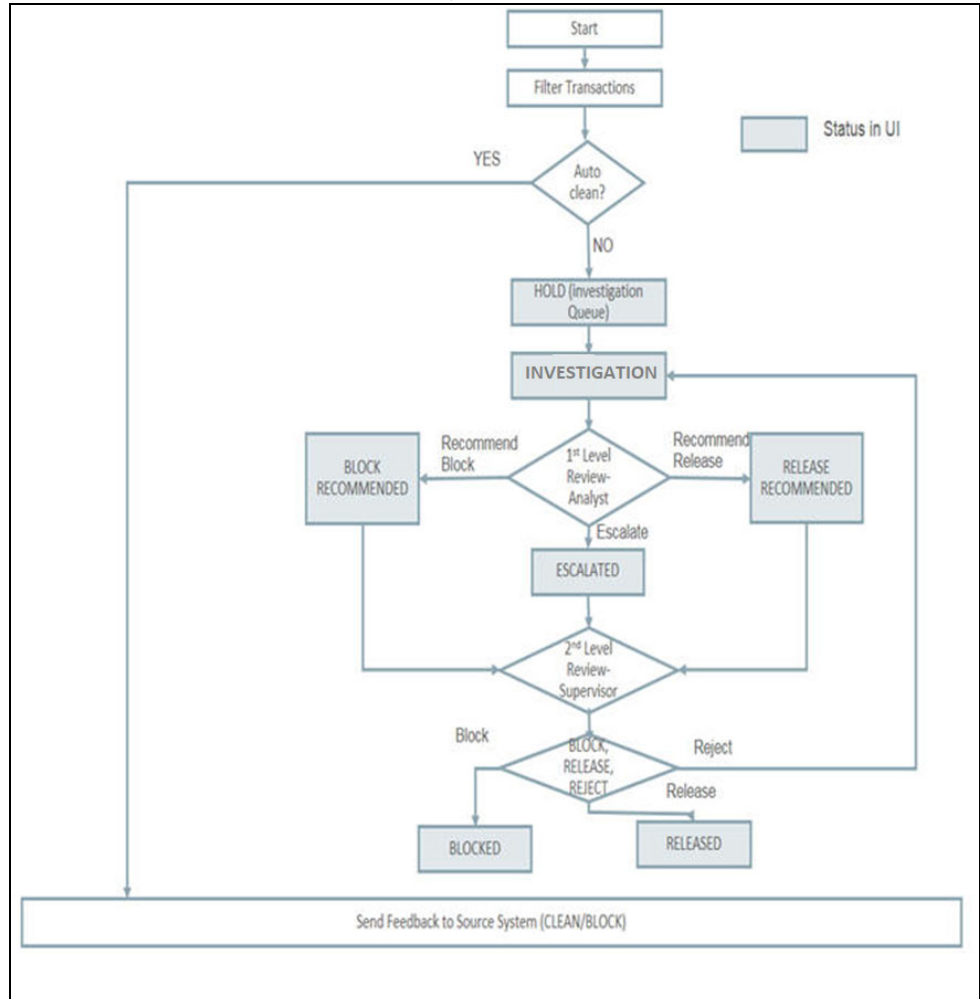 Start
Filter Transactions
Status in UI
YES
Auto
clean?
NO
HOLD (investigation
Queue)
INVESTIGATION
Recommend
Block
1st Level
Review-
Analyst
Recommend
Release
BLOCK
RECOMMENDED
RELEASE
RECOMMENDED
Escalate
ESCALATED
2nd Level
Review-
Supervisor
Block
BLOCK,
RELEASE,
REJECT
Reject
Release
BLOCKED
RELEASED
Send Feedback to Source System (CLEAN/BLOCK)